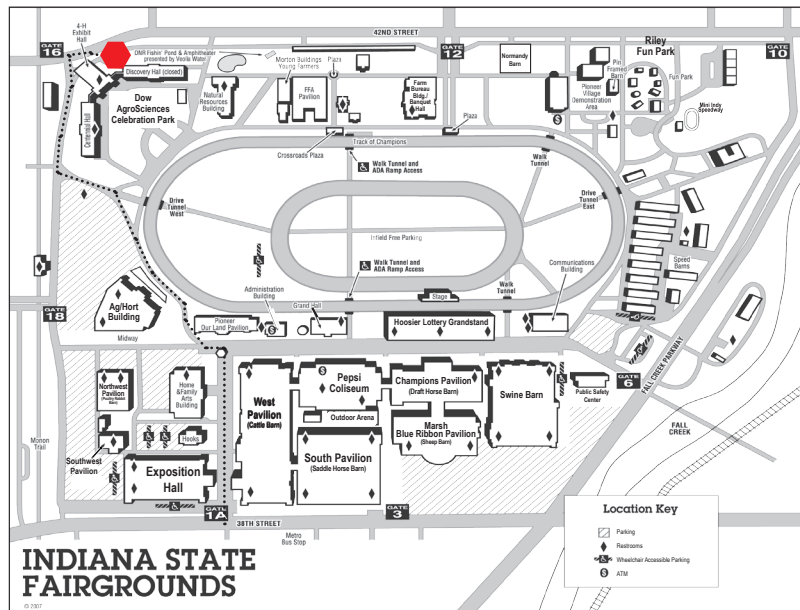 42ND STREET
4-H
Exhibit
Hall
GATE
16
DNR Fishin' Pond & Amphitheater
presented by Veolia Water
Discovery Hall (closed)
Dow
AgroSciences
Celebration Park
Centennial Hall
Natural
Resources
Building
Morton Buildings
Young Farmers
Plaza
FFA
Pavilion
Farm
Bureau
Bldg./
Banquet
Hall
GATE
12
Normandy
Barn
Plaza
Pioneer
Village
Demonstration
Area
Pin
Framed
Barn
Riley
Fun Park
Fun Park
Mini Indy
Speedway
GATE
10
Crossroads Plaza
Track of Champions
Walk Tunnel and
ADA Ramp Access
Walk
Tunnel
Drive
Tunnel
West
Drive
Tunnel
East
Infield Free Parking
Walk Tunnel and
ADA Ramp Access
Walk
Tunnel
Communications
Building
Speed
Barns
Administration
Building
Grand Hall
Stage
Pioneer
Our Land Pavilion
Hoosier Lottery Grandstand
GATE
18
Ag/Hort
Building
Midway
Northwest
Pavilion
(Poultry Rabbit
Barn)
Home
&Family
Arts
Building
Hooks
Southwest
Pavilion
Monon
Trail
Exposition
Hall
West
Pavilion
(Cattle Barn)
Pepsi
Coliseum
Outdoor Arena
South Pavilion
(Saddle Horse Barn)
Champions Pavilion
(Draft Horse Barn)
Marsh
Blue Ribbon Pavilion
(Sheep Barn)
Swine Barn
Public Safety
Center
GATE
6
FALL CREEK PARKWAY
FALL
CREEK
GATE
1A
38TH STREET
GATE
3
Metro
Bus Stop
Location Key
Parking
Restrooms
Wheelchair Accessible Parking
$ ATM
INDIANA STATE
FAIRGROUNDS
© 2007